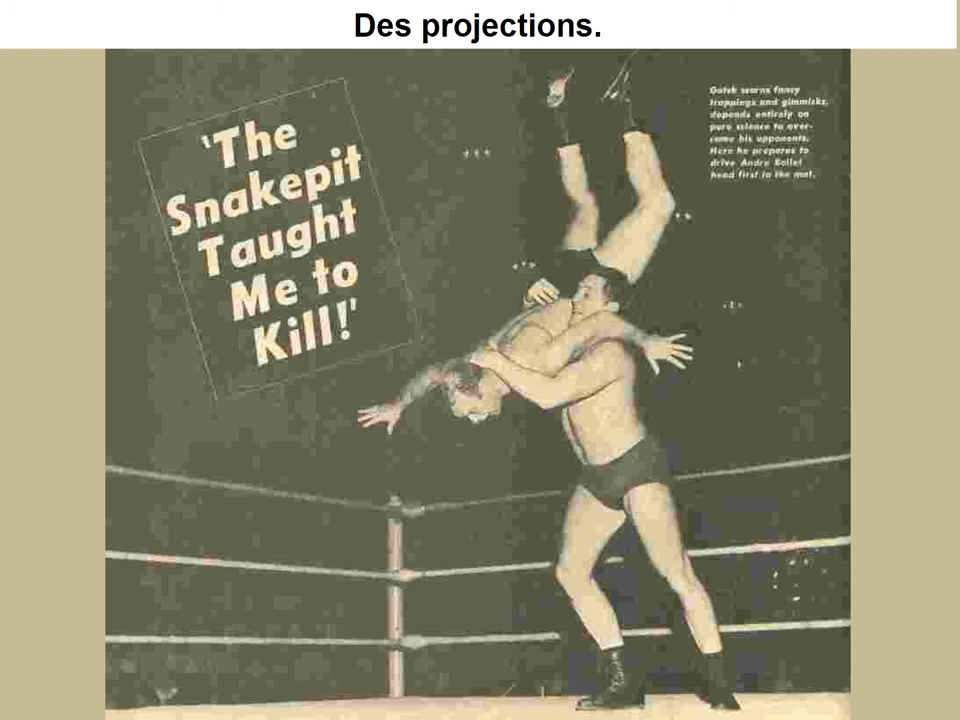 Des projections.
'The
Snakepit
Taught
Me to
Kill!'
Gotch scorns fancy
trappings and gimmicks,
depends entirely on
pure science to over-
come his opponents.
Here he prepares to
drive Andre Bollet
head first to the mat.